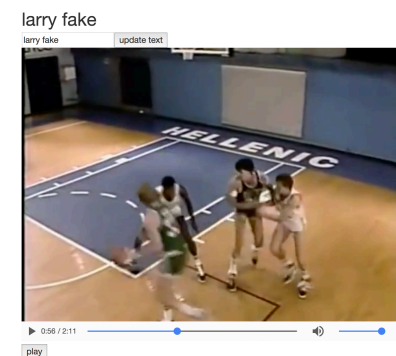 larry fake
larry fake update text
HELLENIC
0:56 / 2:11
play